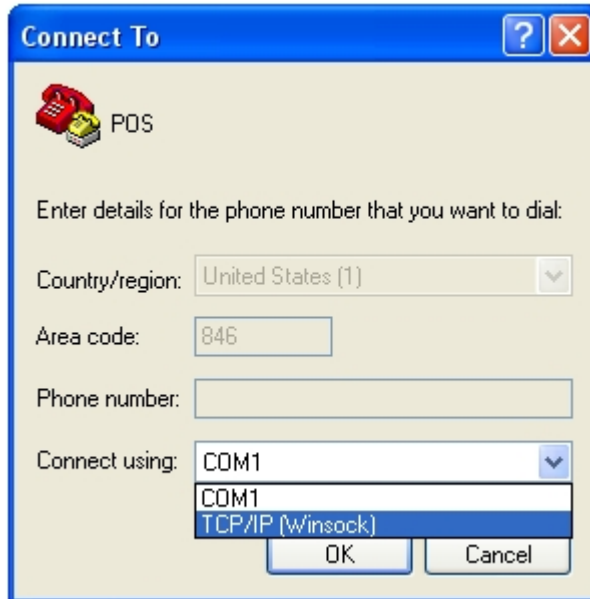 Connect To
POS
Enter details for the phone number that you want to dial:
Country/region: United States (1)
Area code: 846
Phone number:
Connect using: COM1
COM1
TCP/IP (Winsock)
OK Cancel